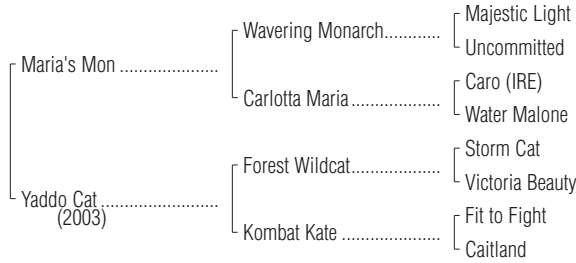 Majestic Light
Wavering Monarch............
Uncommitted
Maria's Mon .....................
Caro (IRE)
Carlotta Maria...................
Water Malone
Storm Cat
Forest Wildcat...................
Victoria Beauty
Yaddo Cat.........................
(2003)
Fit to Fight
Kombat Kate .....................
Caitland